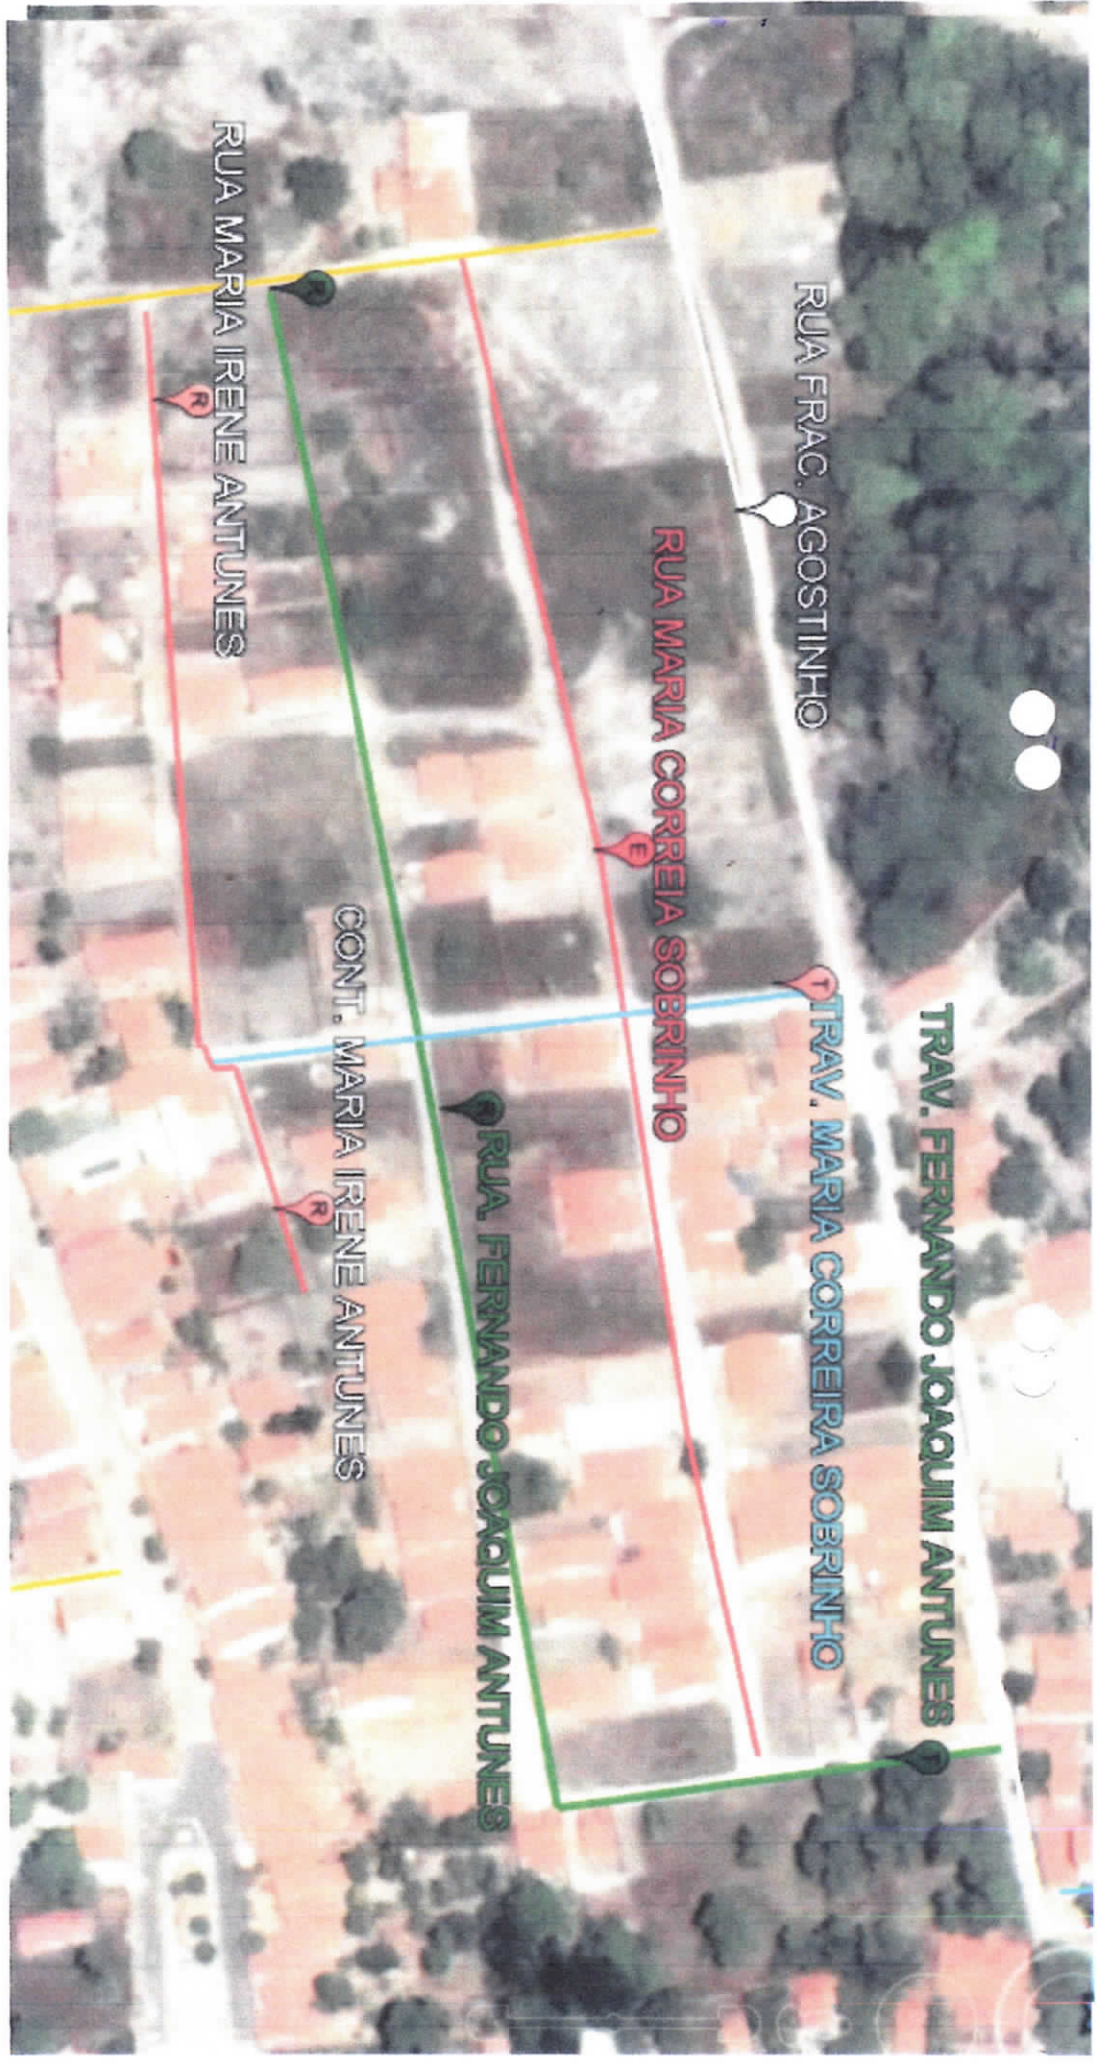 RUA FRAC. AGOSTINHO
TRAV. FERNANDO JOAQUIM ANTUNES
TRAV. MARIA CORREIRA SOBRINHO
T
RUA MARIA CORREIA SOBRINHO
E
RUA. FERNANDO JOAQUIM ANTUNES
CONT. MARIA IRENE ANTUNES
R
RUA MARIA IRENE ANTUNES
R